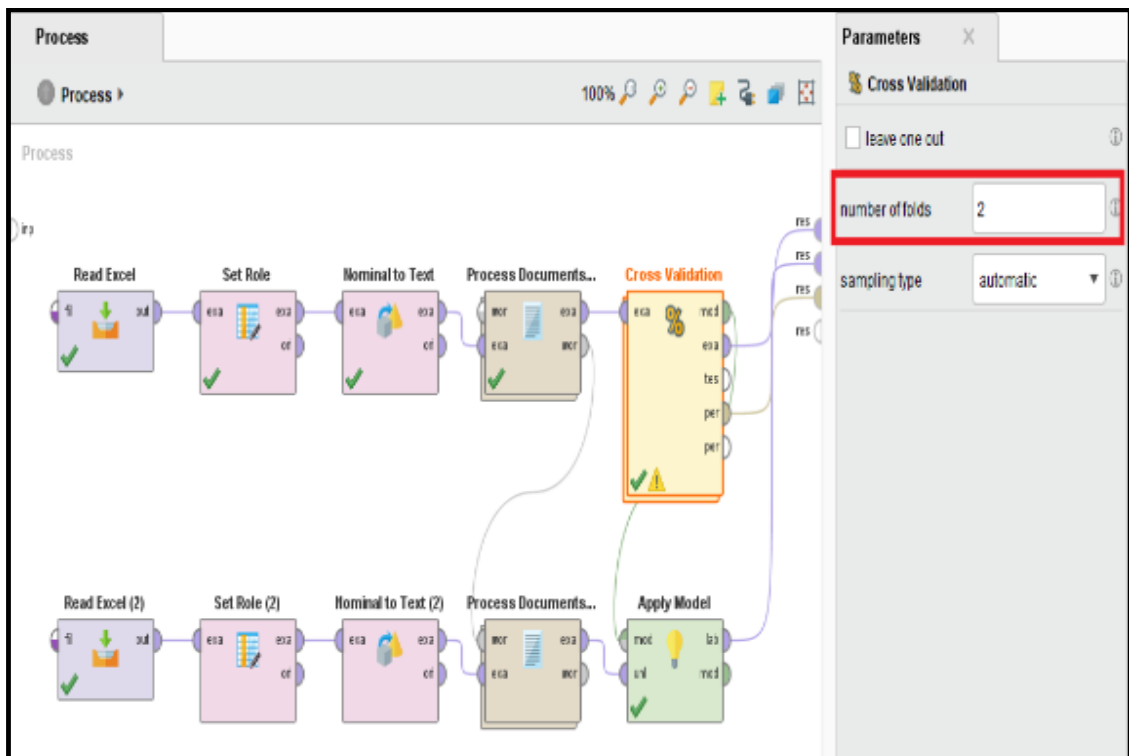 Process
Parameters
Process
100%
Cross Validation
leave one out
Process
number of folds 2
inp
res
res
Read Excel Set Role Nominal to Text Process Documents... Cross Validation
sampling type automatic
res
fil out exa exa exa exa wor exa exa mod
res
ori ori exa wor exa
tes
per
per
Read Excel (2) Set Role (2) Nominal to Text (2) Process Documents... Apply Model
fil out exa exa exa exa wor exa mod lab
ori ori exa wor unl mod